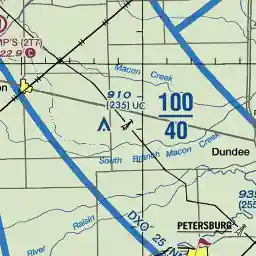 MP'S (2T7)
22.9 C
on
Macon Creek
910
(235) UC
100
40
Dundee
South Branch Macon Creek
935
(255
PETERSBURG
Raisin
River
DXO 25